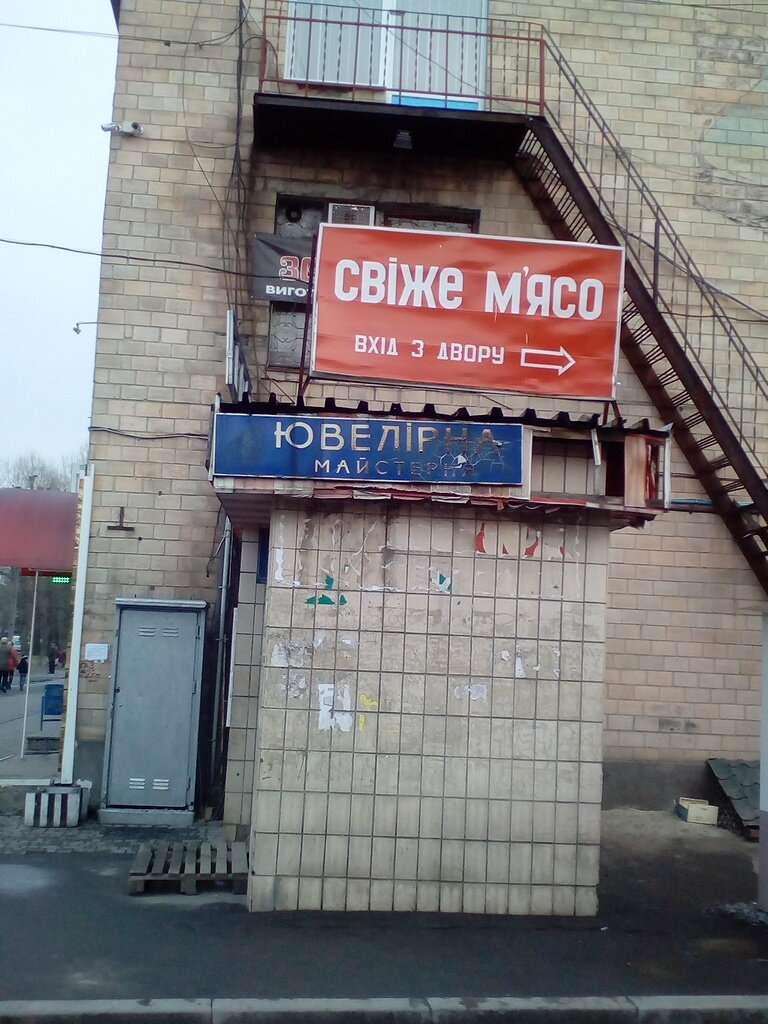 СВІЖЕ М'ЯСО
ВХІД З ДВОРУ
ЮВЕЛІРНА
МАЙСТЕРНЯ